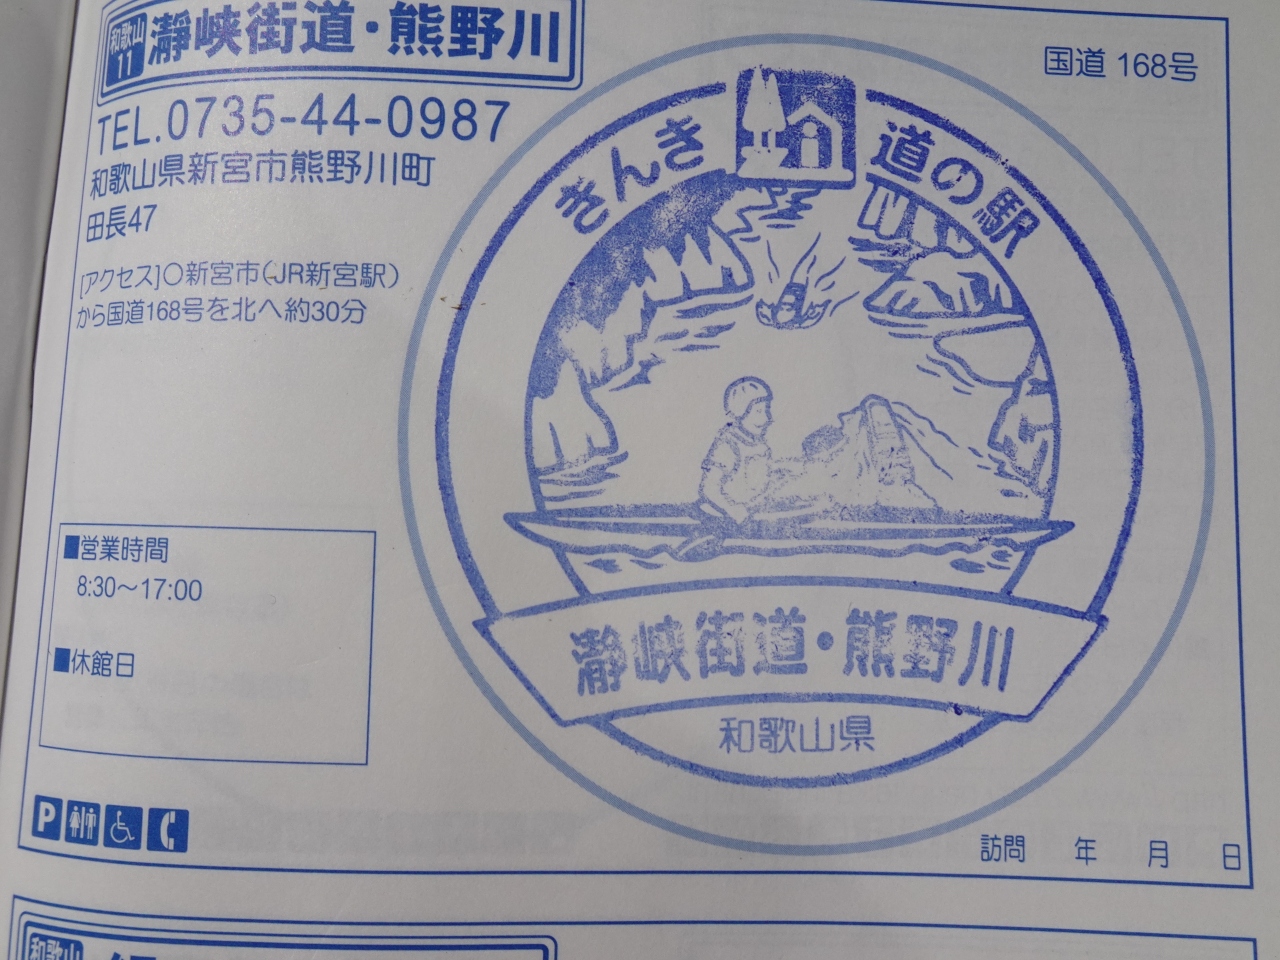 和歌山
11
瀞峡街道・熊野川
国道 168号
TEL.0735-44-0987
和歌山県新宮市熊野川町
田長47
[アクセス]○新宮市(JR新宮駅)
から国道168号を北へ約30分
きんき 道の駅
瀞峡街道・熊野川
和歌山県
■営業時間
8:30～17:00
■休館日
P
訪問 年 月 日
和歌山